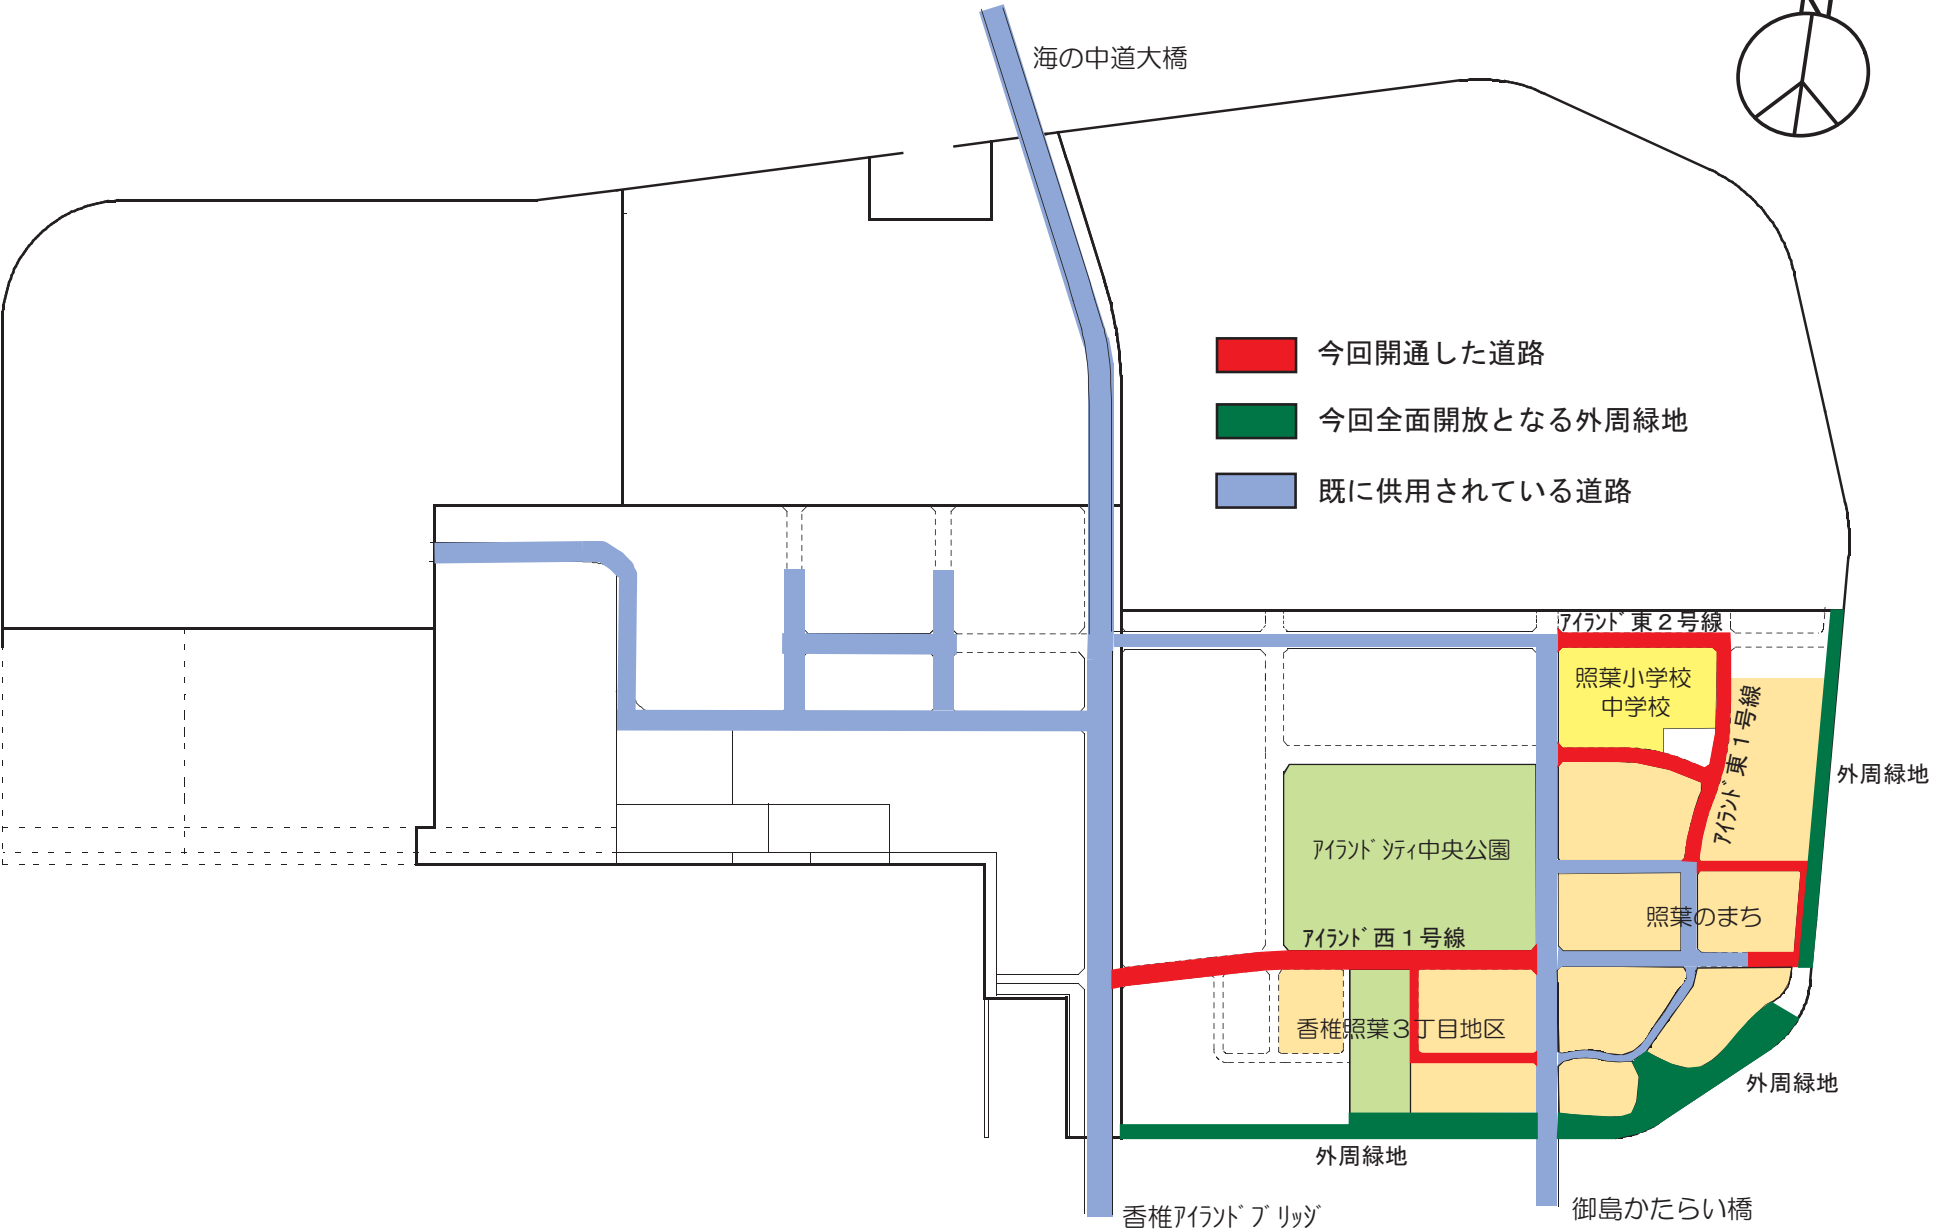 N
海の中道大橋
今回開通した道路
今回全面開放となる外周緑地
既に供用されている道路
ｱｲﾗﾝﾄﾞ東２号線
照葉小学校
中学校
ｱｲﾗﾝﾄﾞ東１号線
外周緑地
ｱｲﾗﾝﾄﾞｼﾃｨ中央公園
照葉のまち
ｱｲﾗﾝﾄﾞ西１号線
香椎照葉３丁目地区
外周緑地
外周緑地
香椎ｱｲﾗﾝﾄﾞﾌﾞﾘｯｼﾞ
御島かたらい橋